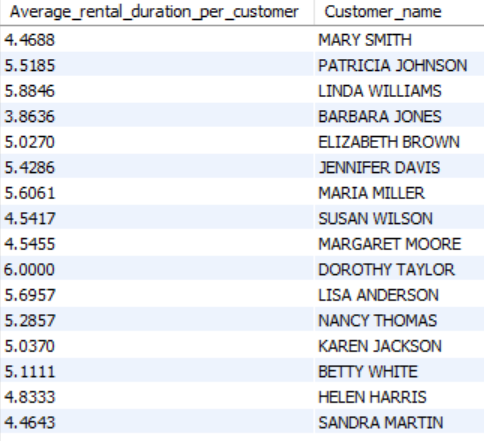 Average_rental_duration_per_customer Customer_name
4.4688 MARY SMITH
5.5185 PATRICIA JOHNSON
5.8846 LINDA WILLIAMS
3.8636 BARBARA JONES
5.0270 ELIZABETH BROWN
5.4286 JENNIFER DAVIS
5.6061 MARIA MILLER
4.5417 SUSAN WILSON
4.5455 MARGARET MOORE
6.0000 DOROTHY TAYLOR
5.6957 LISA ANDERSON
5.2857 NANCY THOMAS
5.0370 KAREN JACKSON
5.1111 BETTY WHITE
4.8333 HELEN HARRIS
4.4643 SANDRA MARTIN